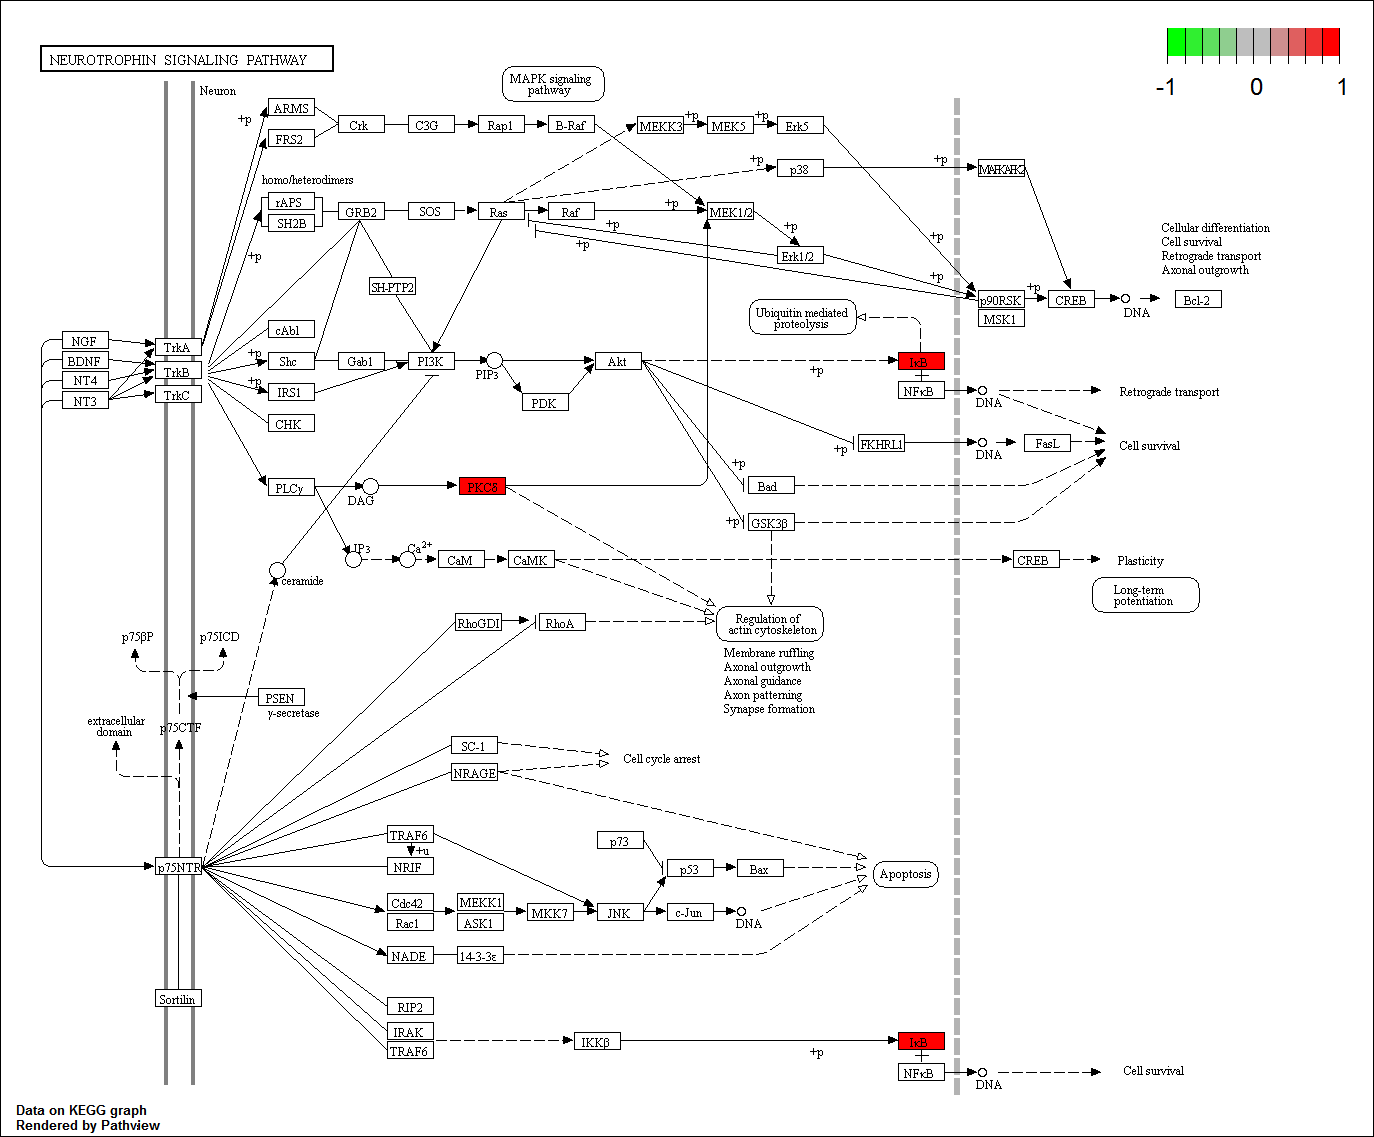 NEUROTROPHIN SIGNALING PATHWAY
-1 0 1
Neuron
MAPK signaling
pathway
+p
ARMS
FRS2
Crk
C3G
Rap1
B-Raf
+p
MEKK3
+p
MEK5
+p
Erk5
+p
p38
+p
MAPKAPK2
homo/heterodimers
rAPS
SH2B
+p
GRB2
SOS
Ras
Raf
+p
MEK1/2
+p
+p
+p
Erk1/2
+p
+p
Cellular differentiation
Cell survival
Retrograde transport
Axonal outgrowth
SH-PTP2
p90RSK
MSK1
+p
CREB
DNA
Bcl-2
Ubiquitin mediated
proteolysis
NGF
BDNF
NT4
NT3
TrkA
TrkB
TrkC
cAbl
+p
Shc
+p
IRS1
CHK
Gab1
PI3K
PIP3
PDK
Akt
+p
IκB
NFκB
DNA
Retrograde transport
+p
FKHRL1
DNA
FasL
Cell survival
PLCγ
DAG
PKCδ
+p
Bad
+p
GSK3β
IP3
Ca2+
CaM
CaMK
CREB
Plasticity
ceramide
Long-term
potentiation
RhoGDI
RhoA
Regulation of
actin cytoskeleton
Membrane ruffling
Axonal outgrowth
Axonal guidance
Axon patterning
Synapse formation
p75βP
p75ICD
PSEN
γ-secretase
extracellular
domain
p75CTF
SC-1
NRAGE
Cell cycle arrest
TRAF6
+u
NRIF
p73
p53
Bax
Apoptosis
p75NTR
Cdc42
Rac1
MEKK1
ASK1
MKK7
JNK
c-Jun
DNA
NADE
14-3-3ε
Sortilin
RIP2
IRAK
TRAF6
IKKβ
+p
IκB
NFκB
DNA
Cell survival
Data on KEGG graph
Rendered by Pathview